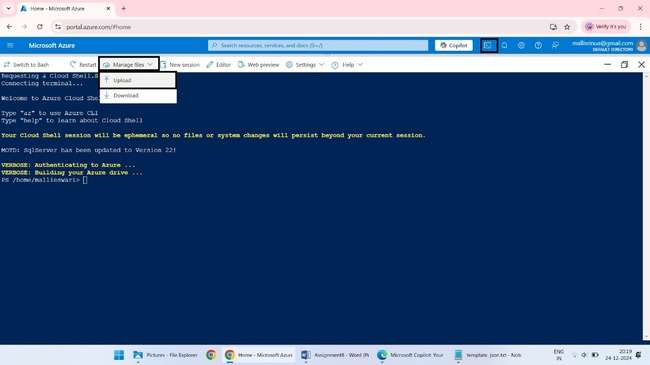 Home - Microsoft Azure
portal.azure.com/#home
Verify it's you
Microsoft Azure
Search resources, services, and docs (G+/)
Copilot
mallisrinua@gmail.com
DEFAULT DIRECTORY
Switch to Bash
Restart
Manage files
New session
Editor
Web preview
Settings
Help
Upload
Download
Requesting a Cloud Shell.S
Connecting terminal...
Welcome to Azure Cloud She
Type "az" to use Azure CLI
Type "help" to learn about Cloud Shell
Your Cloud Shell session will be ephemeral so no files or system changes will persist beyond your current session.
MOTD: SqlServer has been updated to Version 22!
VERBOSE: Authenticating to Azure ...
VERBOSE: Building your Azure drive ...
PS /home/mallieswari>
Pictures - File Explorer
Home - Microsoft Azure
Assignment6 - Word (Pr
Microsoft Copilot: Your
template. json.txt - Not
ENG
IN
20:19
24-12-2024